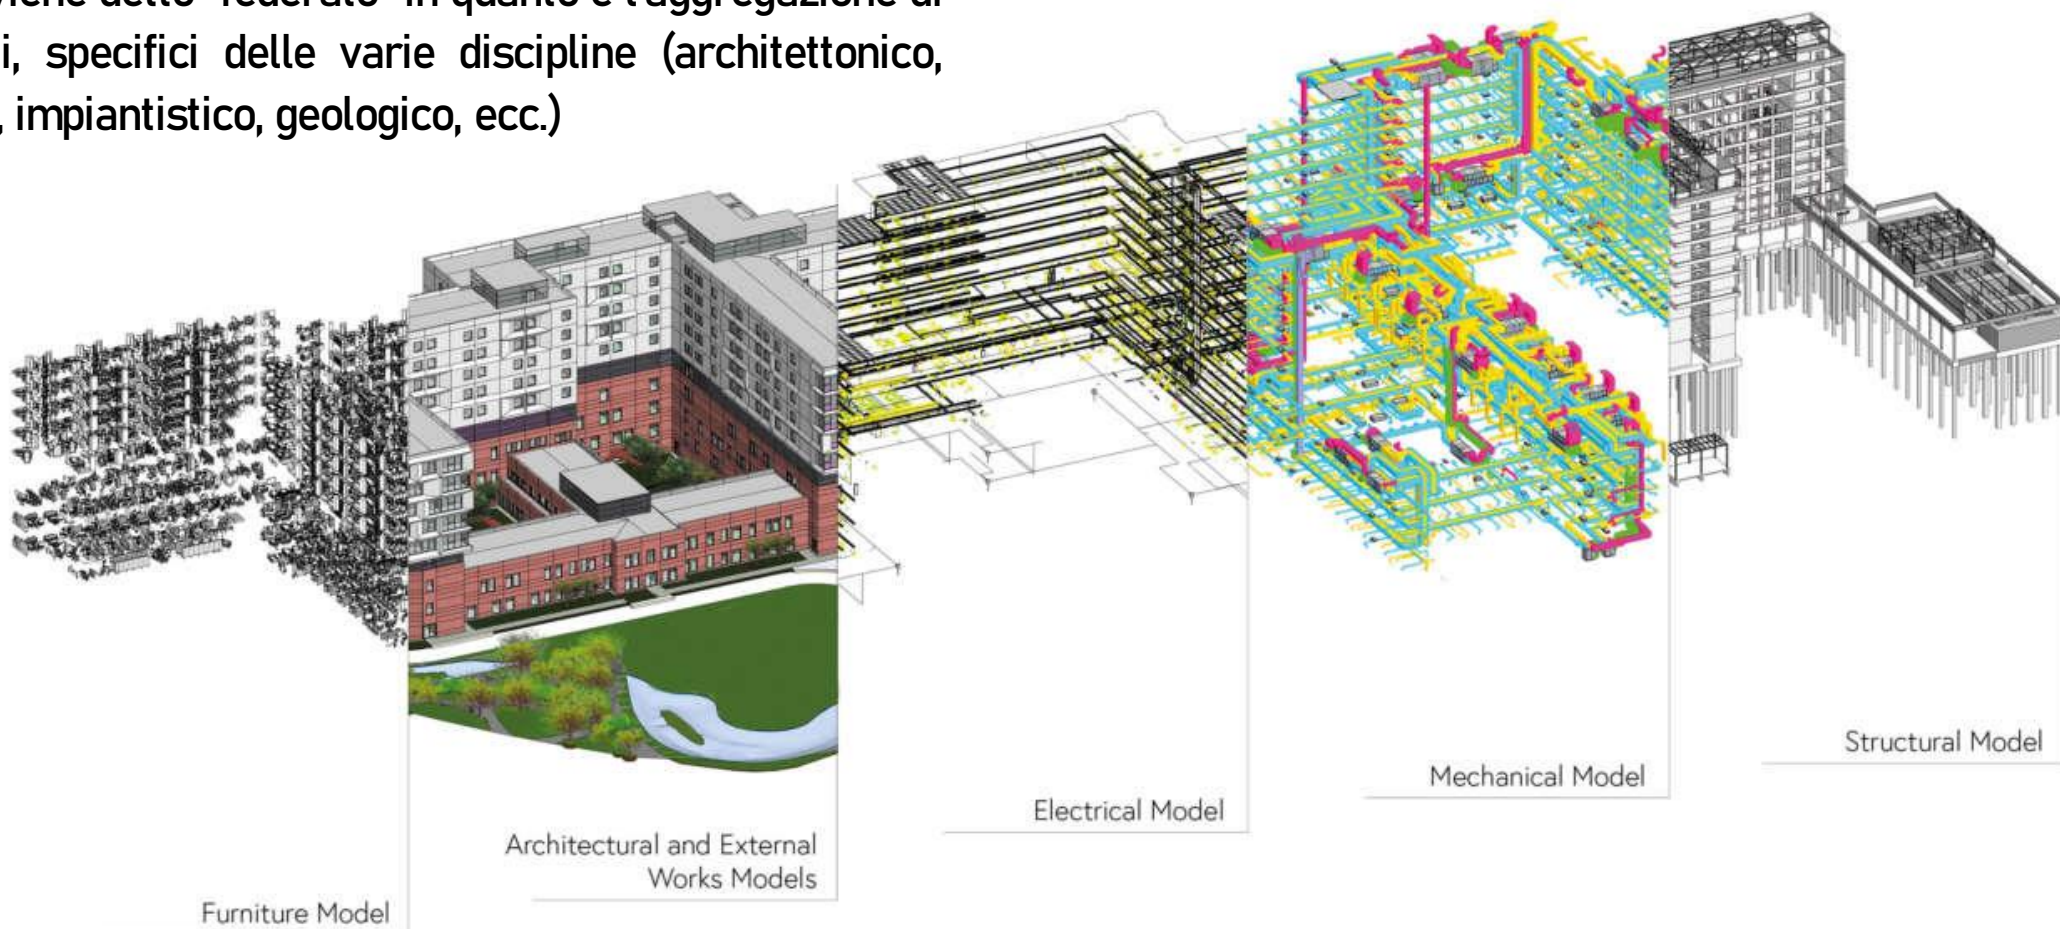 viene detto "federato" in quanto è l'aggregazione di
i, specifici delle varie discipline (architettonico,
, impiantistico, geologico, ecc.)
Structural Model
Mechanical Model
Electrical Model
Architectural and External
Works Models
Furniture Model